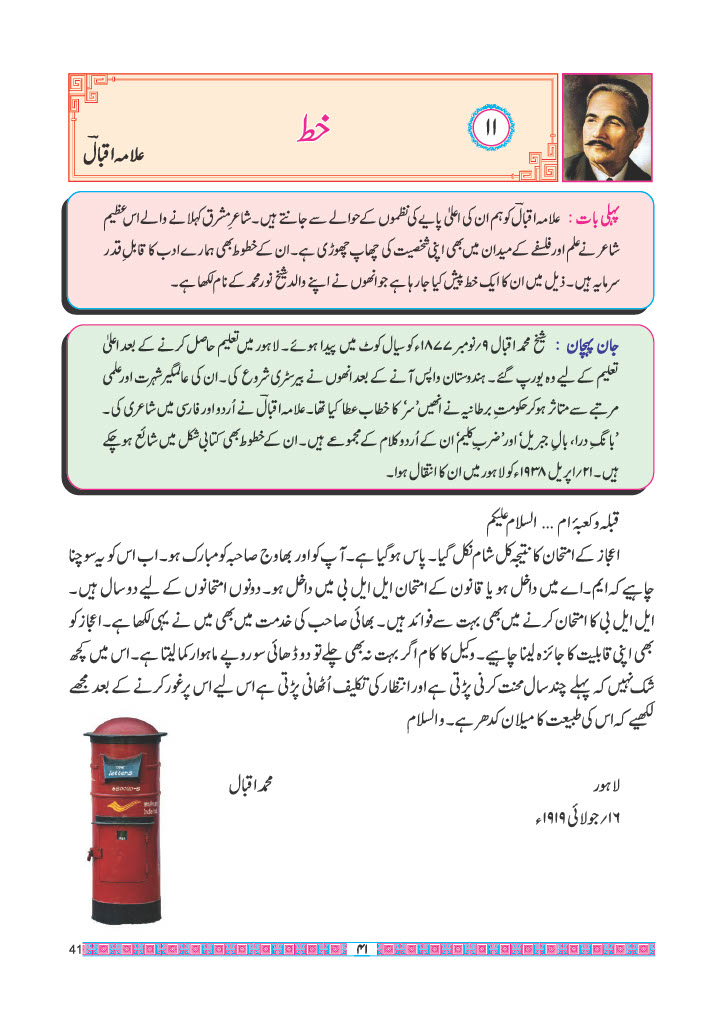 ۱۱
خط
علامہ اقبالؔ
پہلی بات : علامہ اقبالؔ کو ہم ان کی اعلیٰ پایے کی نظموں کے حوالے سے جانتے ہیں۔ شاعرِ مشرق کہلانے والے اس عظیم
شاعر نے علم اور فلسفے کے میدان میں بھی اپنی شخصیت کی چھاپ چھوڑی ہے۔ ان کے خطوط بھی ہمارے ادب کا قابلِ قدر
سرمایہ ہیں۔ ذیل میں ان کا ایک خط پیش کیا جارہا ہے جو انھوں نے اپنے والد شیخ نور محمد کے نام لکھا ہے۔
جان پہچان : شیخ محمد اقبال ۹؍نومبر ۱۸۷۷ء کو سیال کوٹ میں پیدا ہوئے۔ لاہور میں تعلیم حاصل کرنے کے بعد اعلیٰ
تعلیم کے لیے وہ یورپ گئے۔ ہندوستان واپس آنے کے بعد انھوں نے بیرسٹری شروع کی۔ ان کی عالمگیر شہرت اور علمی
مرتبے سے متاثر ہوکر حکومتِ برطانیہ نے انھیں ’سر‘ کا خطاب عطا کیا تھا۔ علامہ اقبالؔ نے اُردو اور فارسی میں شاعری کی۔
’بانگِ درا، بالِ جبریل‘ اور ’ضربِ کلیم‘ ان کے اُردو کلام کے مجموعے ہیں۔ ان کے خطوط بھی کتابی شکل میں شائع ہوچکے
ہیں۔ ۲۱؍اپریل ۱۹۳۸ء کو لاہور میں ان کا انتقال ہوا۔
قبلہ و کعبۂ ام ... السلام علیکم
اعجاز کے امتحان کا نتیجہ کل شام نکل گیا۔ پاس ہوگیا ہے۔ آپ کو اور بھاوج صاحبہ کو مبارک ہو۔ اب اس کو یہ سوچنا
چاہیے کہ ایم۔اے میں داخل ہو یا قانون کے امتحان ایل ایل بی میں داخل ہو۔ دونوں امتحانوں کے لیے دو سال ہیں۔
ایل ایل بی کا امتحان کرنے میں بھی بہت سے فوائد ہیں۔ بھائی صاحب کی خدمت میں بھی میں نے یہی لکھا ہے۔ اعجاز کو
بھی اپنی قابلیت کا جائزہ لینا چاہیے۔ وکیل کا کام اگر بہت نہ بھی چلے تو دو ڈھائی سو روپے ماہوار کما لیتا ہے۔ اس میں کچھ
شک نہیں کہ پہلے چند سال محنت کرنی پڑتی ہے اور انتظار کی تکلیف اُٹھانی پڑتی ہے اس لیے اس پر غور کرنے کے بعد مجھے
لکھیے کہ اس کی طبیعت کا میلان کدھر ہے۔ والسلام
لاہور
محمد اقبال
۱۶؍جولائی ۱۹۱۹ء
letters
41
۴۱